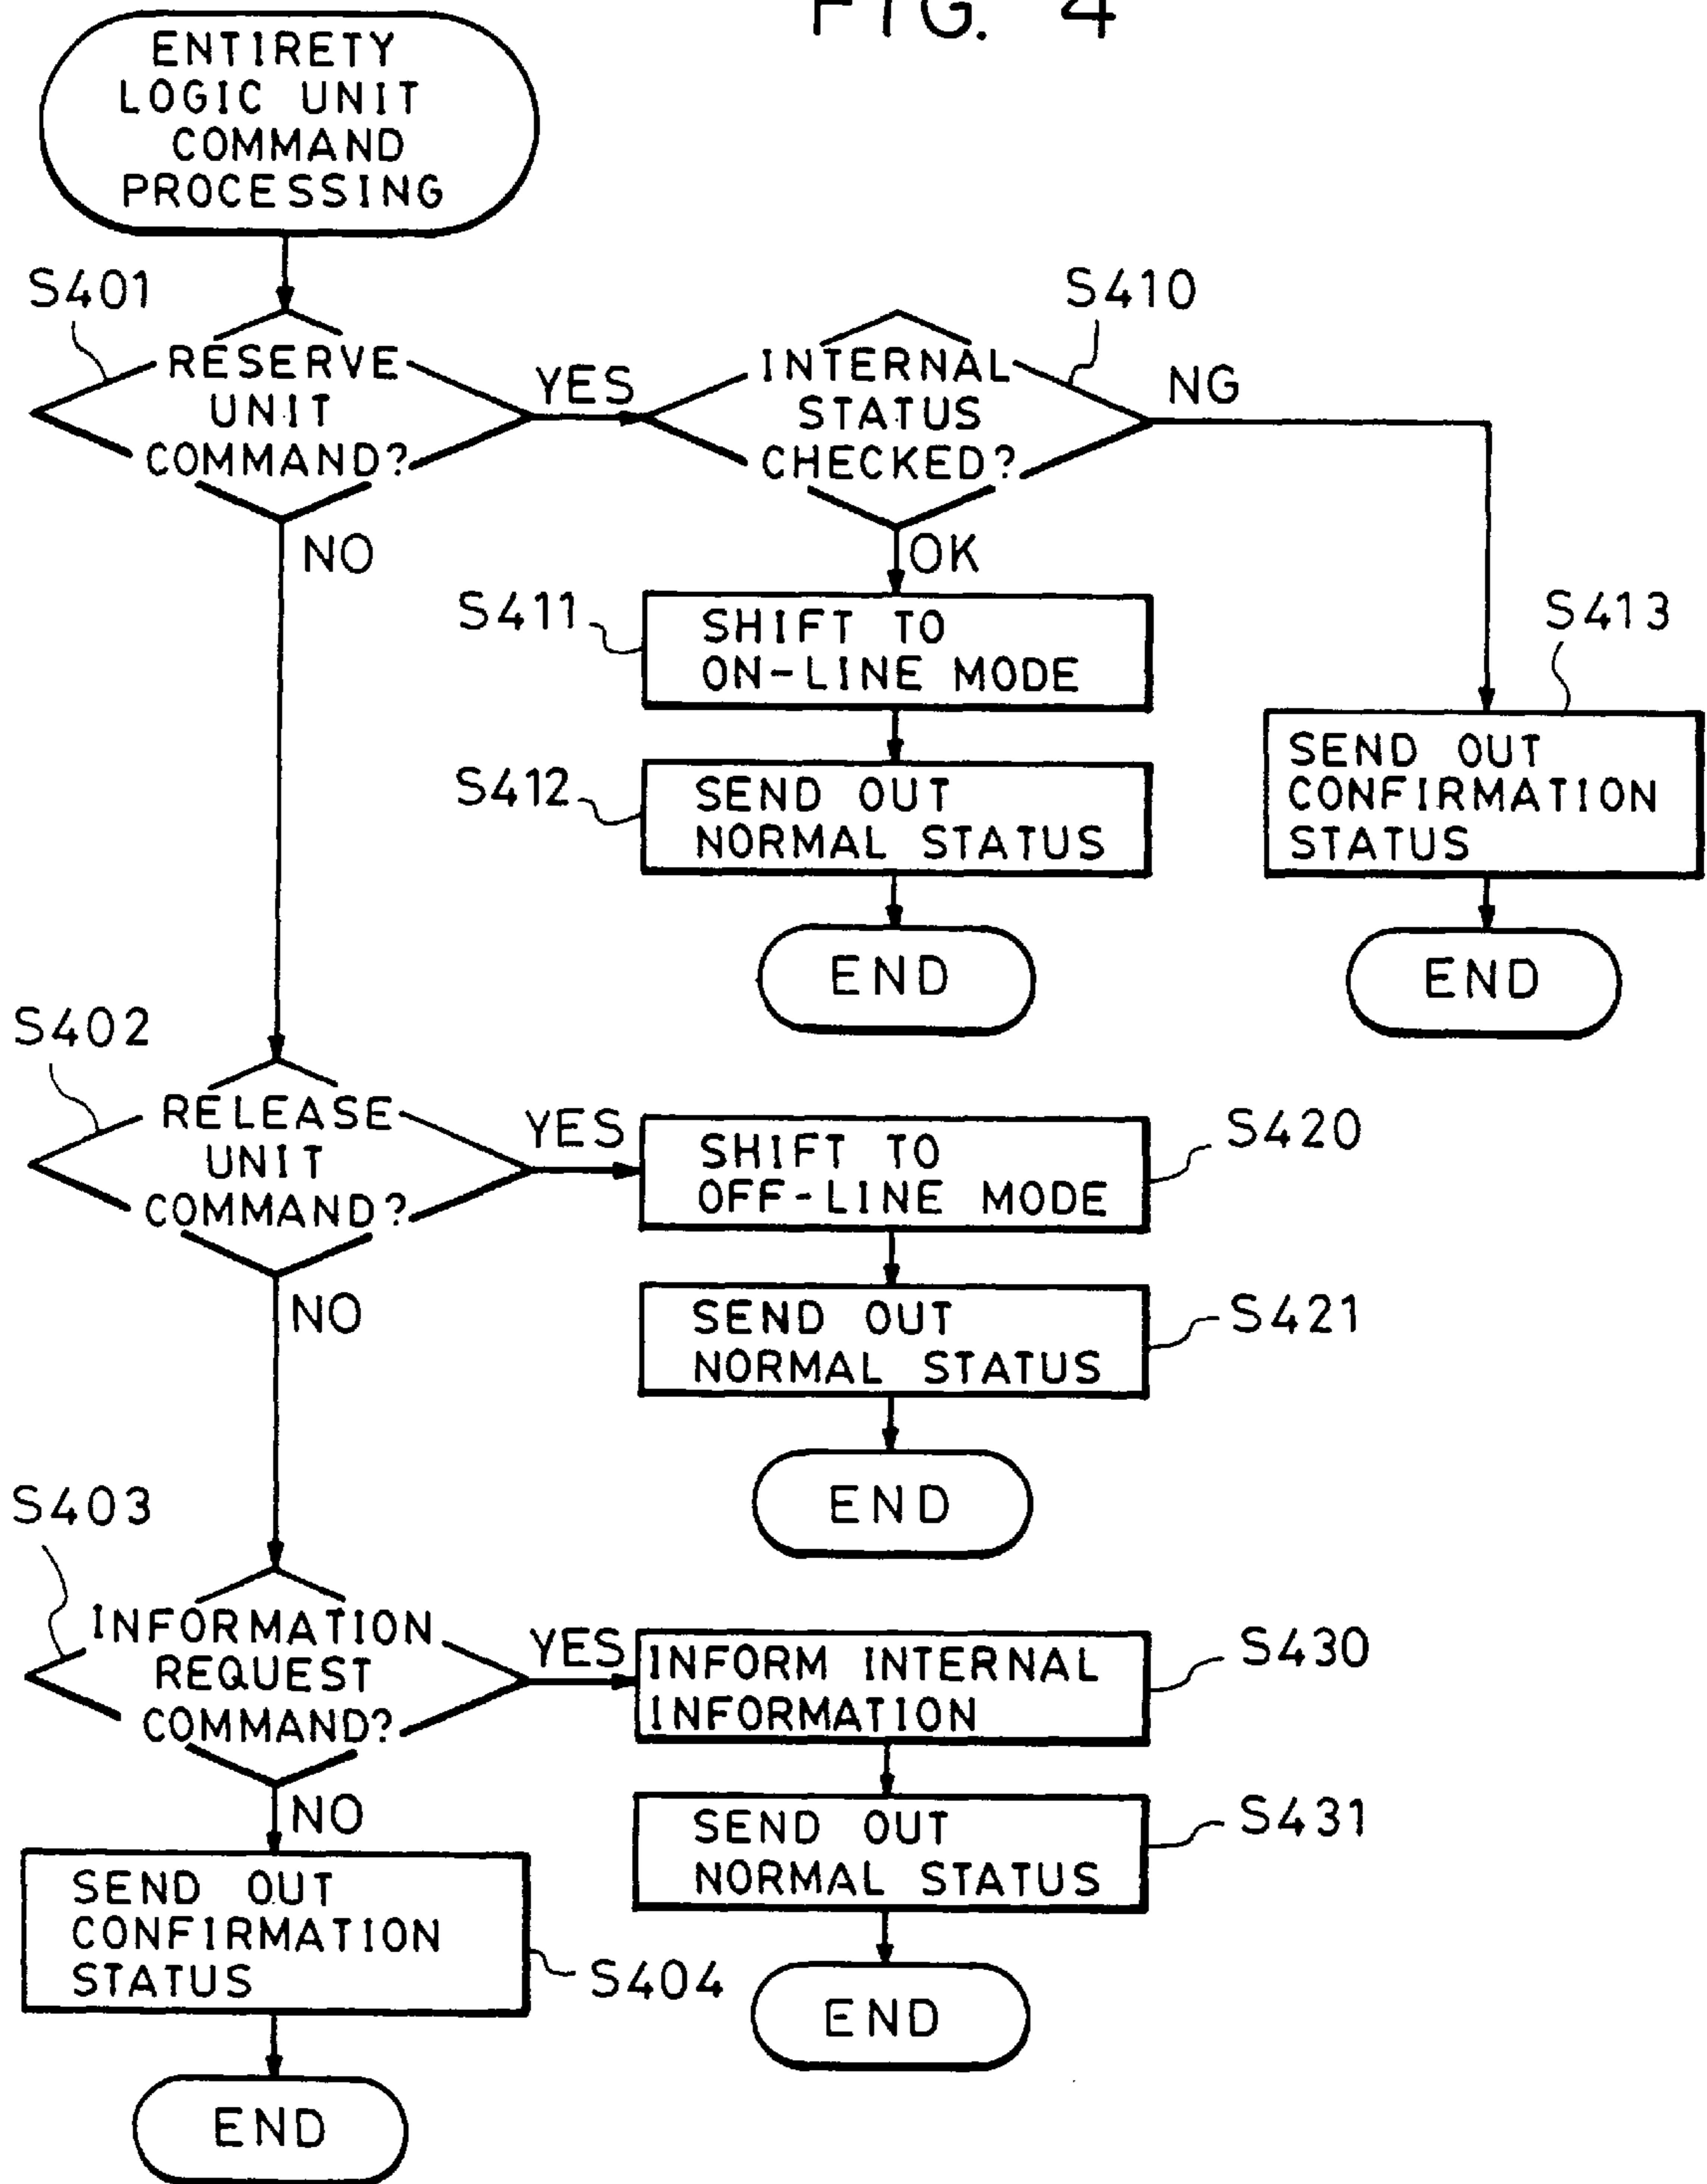 FIG. 4
ENTIRETY
LOGIC UNIT
COMMAND
PROCESSING
S401
RESERVE
UNIT
COMMAND?
YES
NO
S410
INTERNAL
STATUS
CHECKED?
NG
OK
S411
SHIFT TO
ON-LINE MODE
S412
SEND OUT
NORMAL STATUS
END
S413
SEND OUT
CONFIRMATION
STATUS
END
S402
RELEASE
UNIT
COMMAND?
YES
NO
SHIFT TO
OFF-LINE MODE
S420
SEND OUT
NORMAL STATUS
S421
END
S403
INFORMATION
REQUEST
COMMAND?
YES
NO
INFORM INTERNAL
INFORMATION
S430
SEND OUT
NORMAL STATUS
S431
END
SEND OUT
CONFIRMATION
STATUS
S404
END